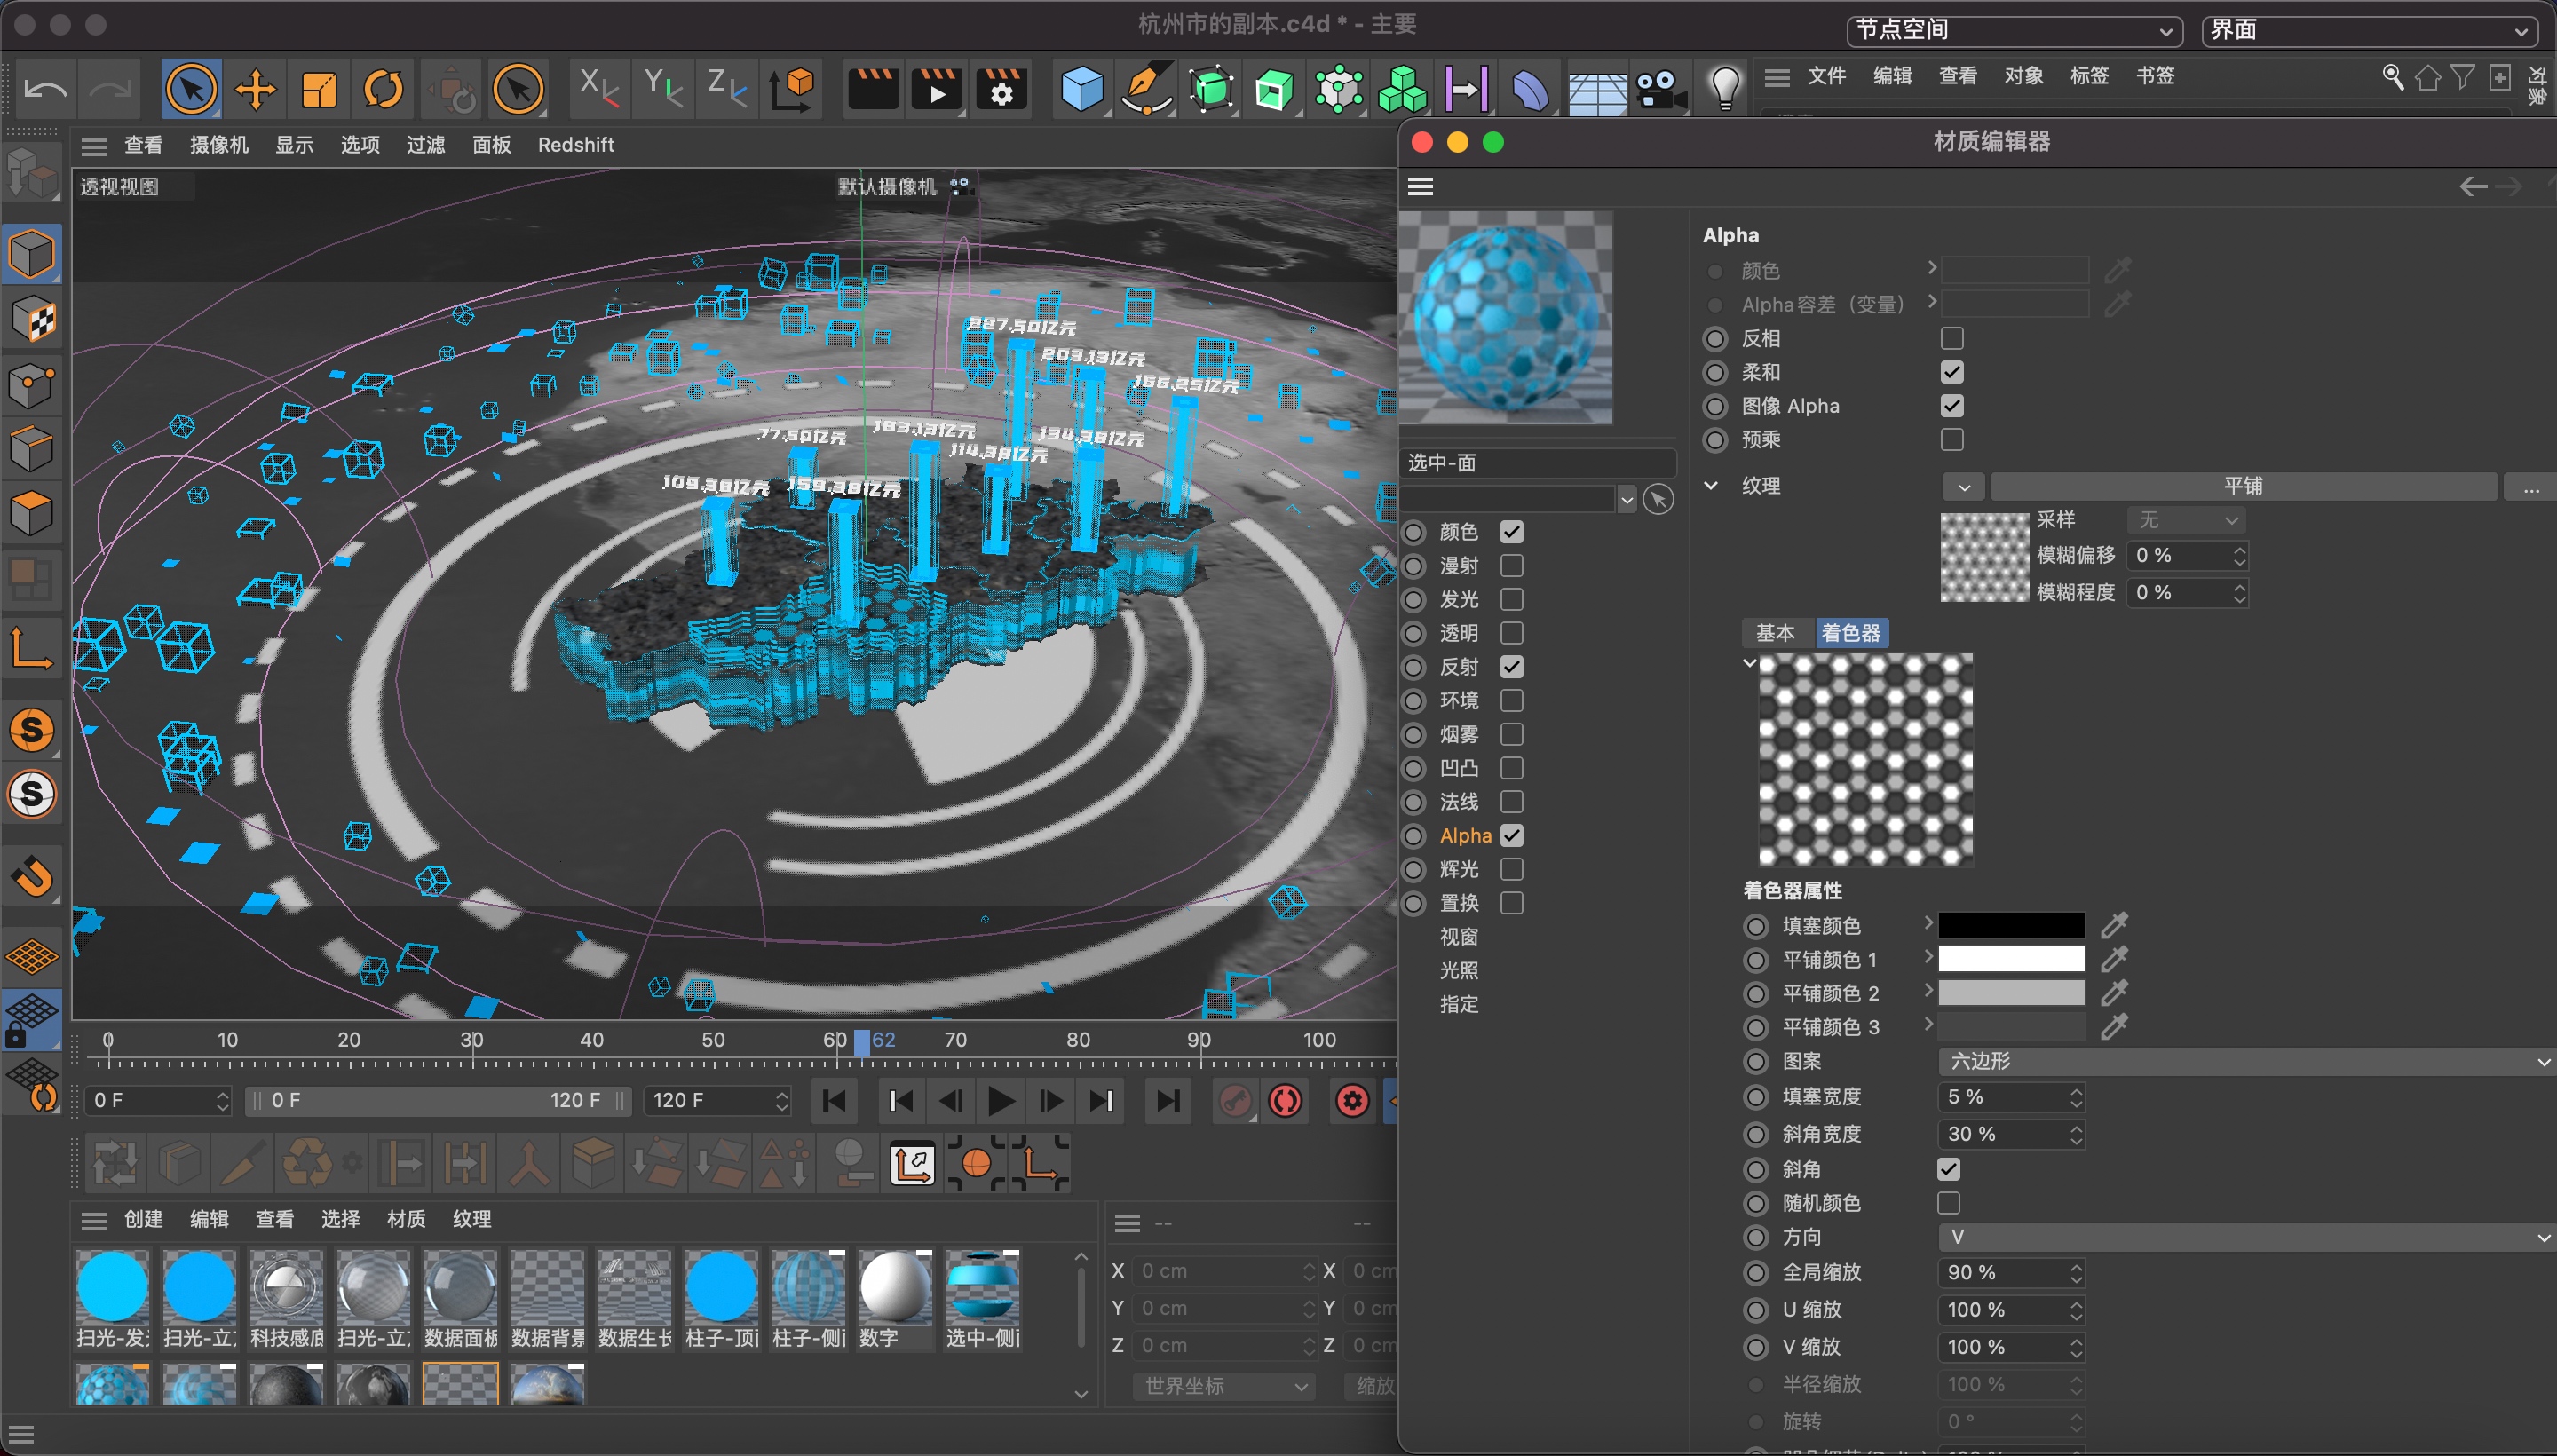 杭州市的副本.c4d * - 主要
节点空间
界面
X
Y
Z
文件 编辑 查看 对象 标签 书签
对象
查看 摄像机 显示 选项 过滤 面板 Redshift
透视视图
默认摄像机
203.13亿元
166.25亿元
77.50亿元
183.13亿元
134.38亿元
114.38亿元
109.38亿元
159.38亿元
0 10 20 30 40 50 60 62 70 80 90 100
0 F
0 F
120 F
120 F
创建 编辑 查看 选择 材质 纹理
--
--
扫光-发
扫光-立
科技感底
扫光-立
数据面板
数据背景
数据生长
柱子-顶
柱子-侧
数字
选中-侧
X 0 cm X 0 cm
Y 0 cm Y 0 cm
Z 0 cm Z 0 cm
世界坐标
缩放
材质编辑器
选中-面
颜色
漫射
发光
透明
反射
环境
烟雾
凹凸
法线
Alpha
辉光
置换
视窗
光照
指定
Alpha
颜色
Alpha容差（变量）
反相
柔和
图像 Alpha
预乘
纹理
平铺
...
采样 无
模糊偏移 0 %
模糊程度 0 %
基本 着色器
着色器属性
填塞颜色
平铺颜色 1
平铺颜色 2
平铺颜色 3
图案 六边形
填塞宽度 5 %
斜角宽度 30 %
斜角
随机颜色
方向 V
全局缩放 90 %
U 缩放 100 %
V 缩放 100 %
半径缩放 100 %
旋转 0 °